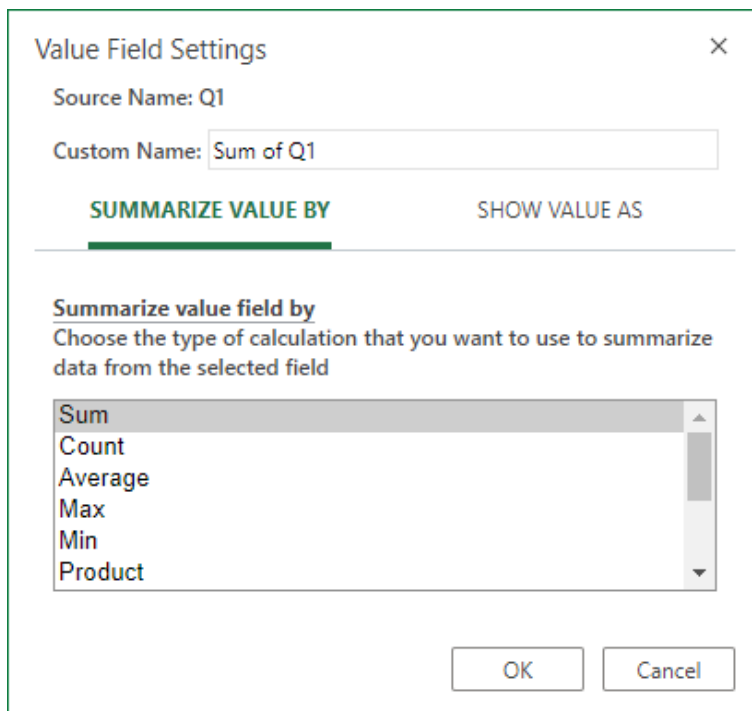 Value Field Settings
Source Name: Q1
Custom Name: Sum of Q1
SUMMARIZE VALUE BY SHOW VALUE AS
Summarize value field by
Choose the type of calculation that you want to use to summarize
data from the selected field
Sum
Count
Average
Max
Min
Product
OK Cancel